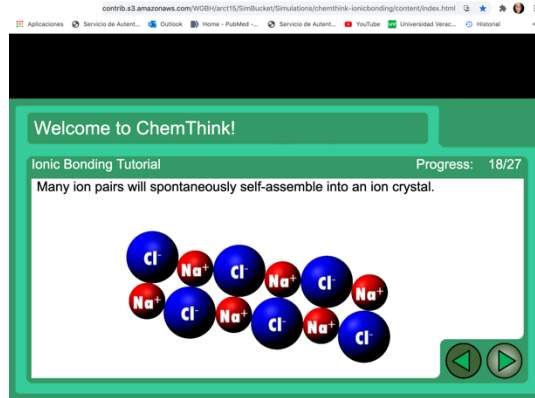 contrib.s3.amazonaws.com/WGBH/arct15/SimBucket/Simulations/chemthink-ionicbonding/content/index.html
Aplicaciones Servicio de Autent... Outlook Home - PubMed -... Servicio de Autent... YouTube Universidad Verac... Historial
Welcome to ChemThink!
Ionic Bonding Tutorial Progress: 18/27
Many ion pairs will spontaneously self-assemble into an ion crystal.
Cl⁻ Na⁺ Cl⁻ Na⁺ Cl⁻ Na⁺
Na⁺ Cl⁻ Na⁺ Cl⁻ Na⁺ Cl⁻